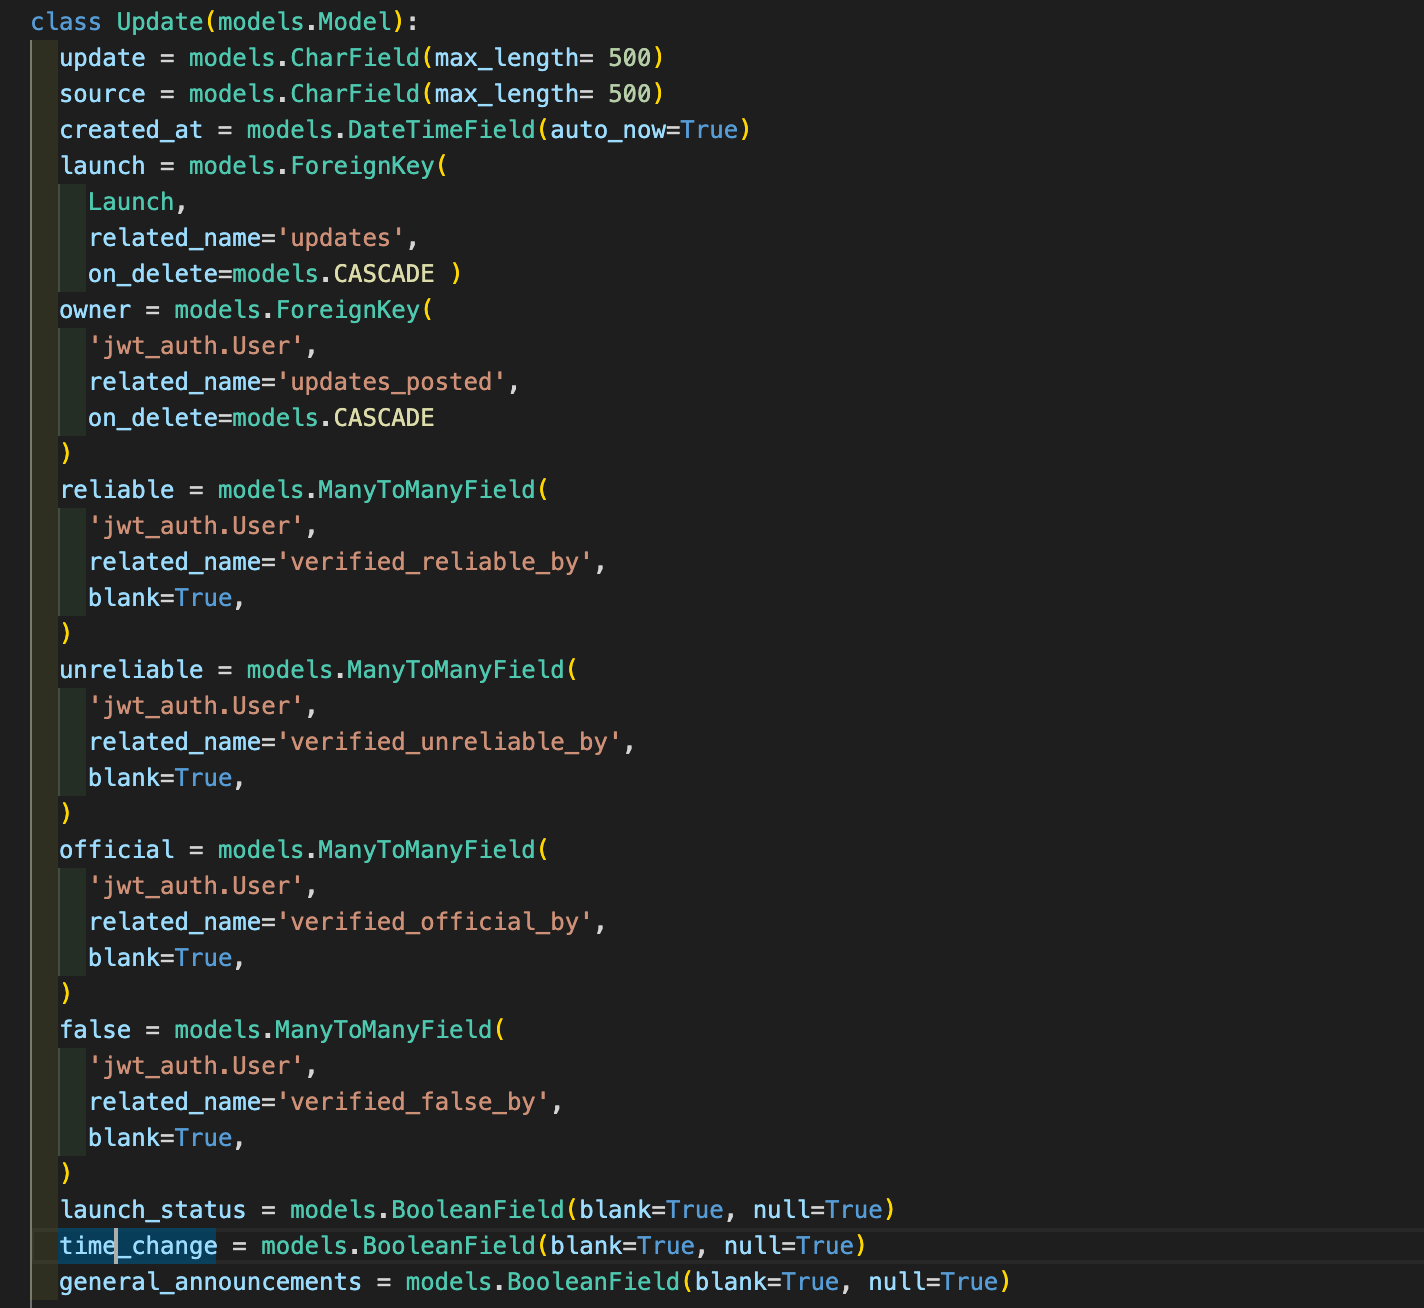 class Update(models.Model):
  update = models.CharField(max_length= 500)
  source = models.CharField(max_length= 500)
  created_at = models.DateTimeField(auto_now=True)
  launch = models.ForeignKey(
    Launch,
    related_name='updates',
    on_delete=models.CASCADE )
  owner = models.ForeignKey(
    'jwt_auth.User',
    related_name='updates_posted',
    on_delete=models.CASCADE
  )
  reliable = models.ManyToManyField(
    'jwt_auth.User',
    related_name='verified_reliable_by',
    blank=True,
  )
  unreliable = models.ManyToManyField(
    'jwt_auth.User',
    related_name='verified_unreliable_by',
    blank=True,
  )
  official = models.ManyToManyField(
    'jwt_auth.User',
    related_name='verified_official_by',
    blank=True,
  )
  false = models.ManyToManyField(
    'jwt_auth.User',
    related_name='verified_false_by',
    blank=True,
  )
  launch_status = models.BooleanField(blank=True, null=True)
  time_change = models.BooleanField(blank=True, null=True)
  general_announcements = models.BooleanField(blank=True, null=True)